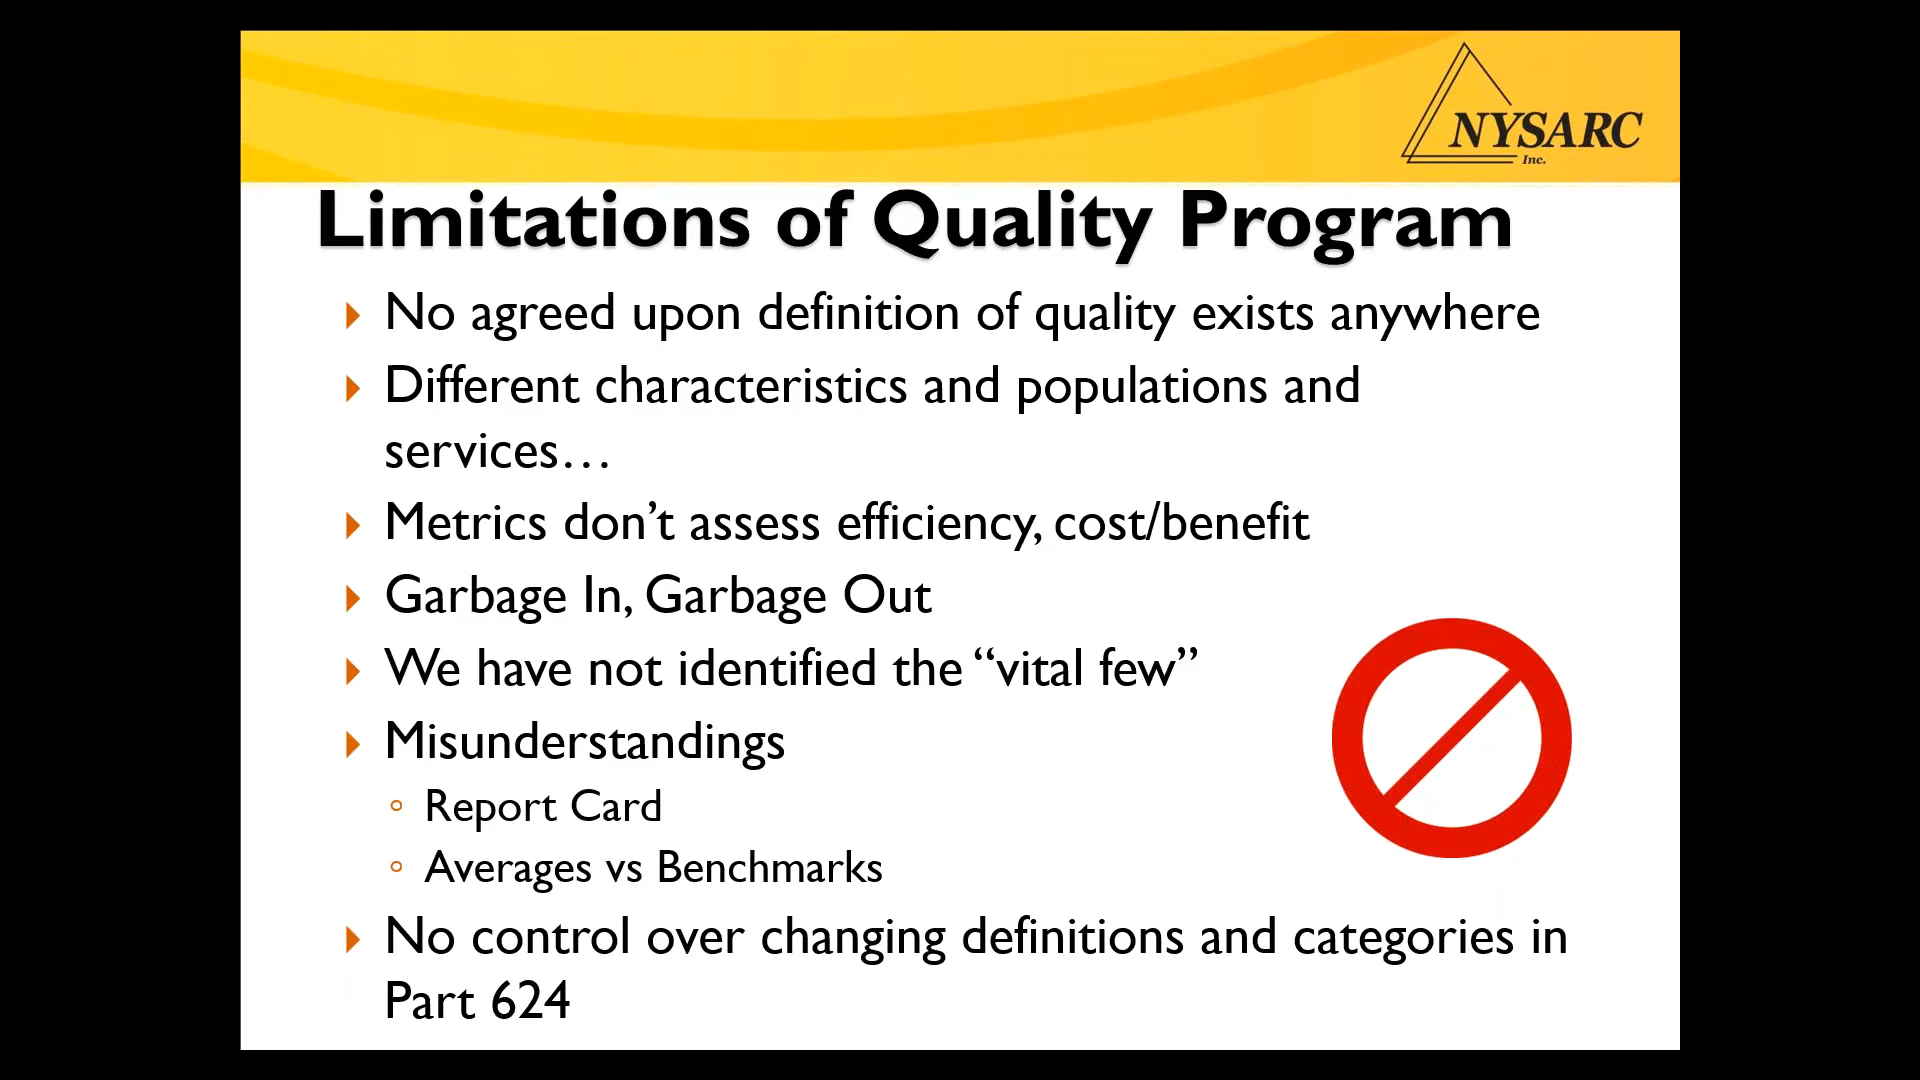 NYSARC
Inc.
Limitations of Quality Program
No agreed upon definition of quality exists anywhere
Different characteristics and populations and
services…
Metrics don’t assess efficiency, cost/benefit
Garbage In, Garbage Out
We have not identified the “vital few”
Misunderstandings
Report Card
Averages vs Benchmarks
No control over changing definitions and categories in
Part 624